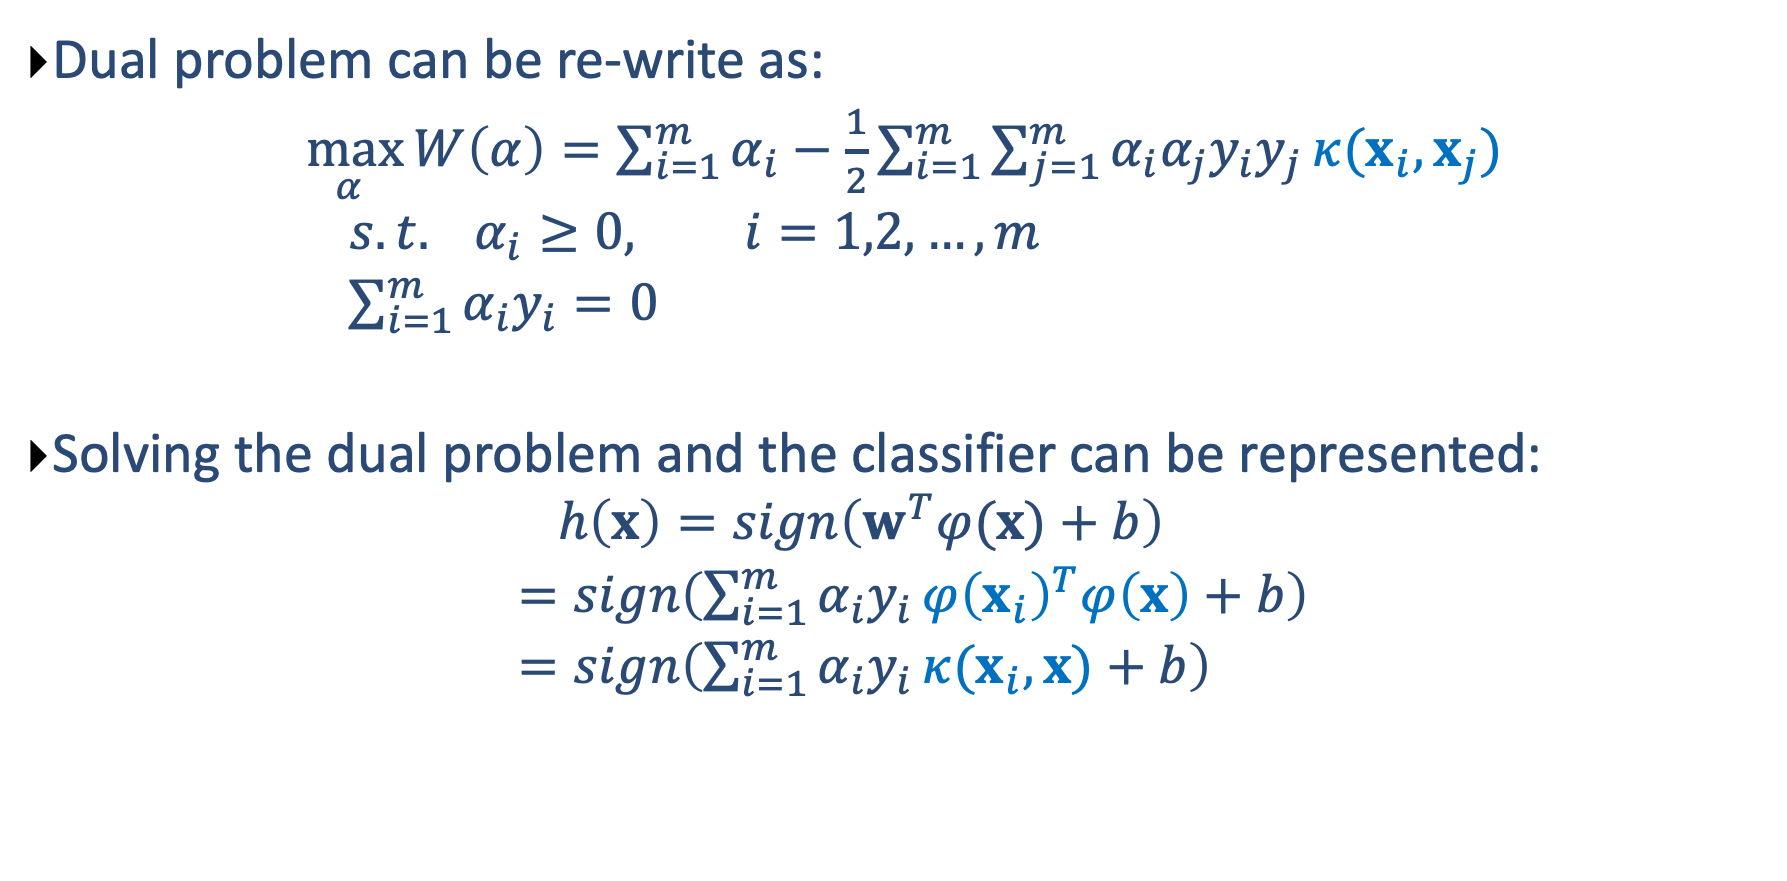 ▸Dual problem can be re-write as:
max_α W(α) = ∑_{i=1}^{m} α_i − 1/2 ∑_{i=1}^{m} ∑_{j=1}^{m} α_i α_j y_i y_j κ(𝐱_i, 𝐱_j)
s.t. α_i ≥ 0, i = 1,2, … , m
∑_{i=1}^{m} α_i y_i = 0
▸Solving the dual problem and the classifier can be represented:
h(𝐱) = sign(𝐰^T φ(𝐱) + b)
= sign(∑_{i=1}^{m} α_i y_i φ(𝐱_i)^T φ(𝐱) + b)
= sign(∑_{i=1}^{m} α_i y_i κ(𝐱_i, 𝐱) + b)